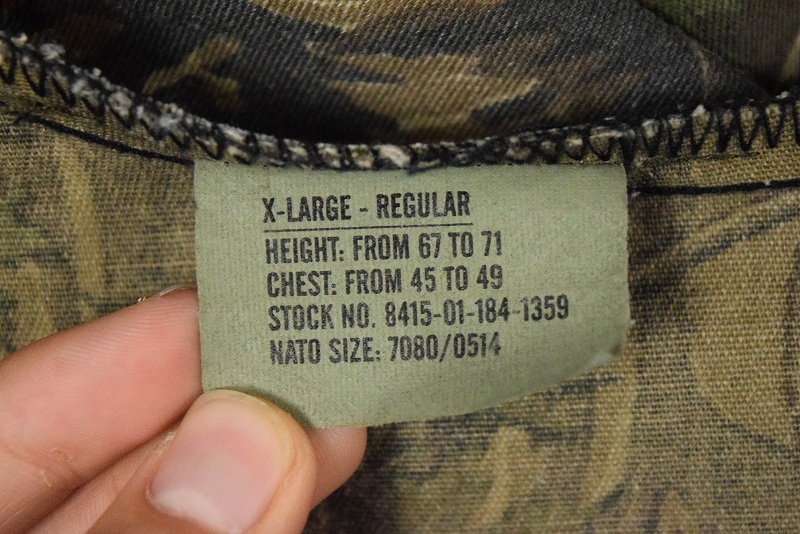 X-LARGE - REGULAR
HEIGHT: FROM 67 TO 71
CHEST: FROM 45 TO 49
STOCK NO. 8415-01-184-1359
NATO SIZE: 7080/0514